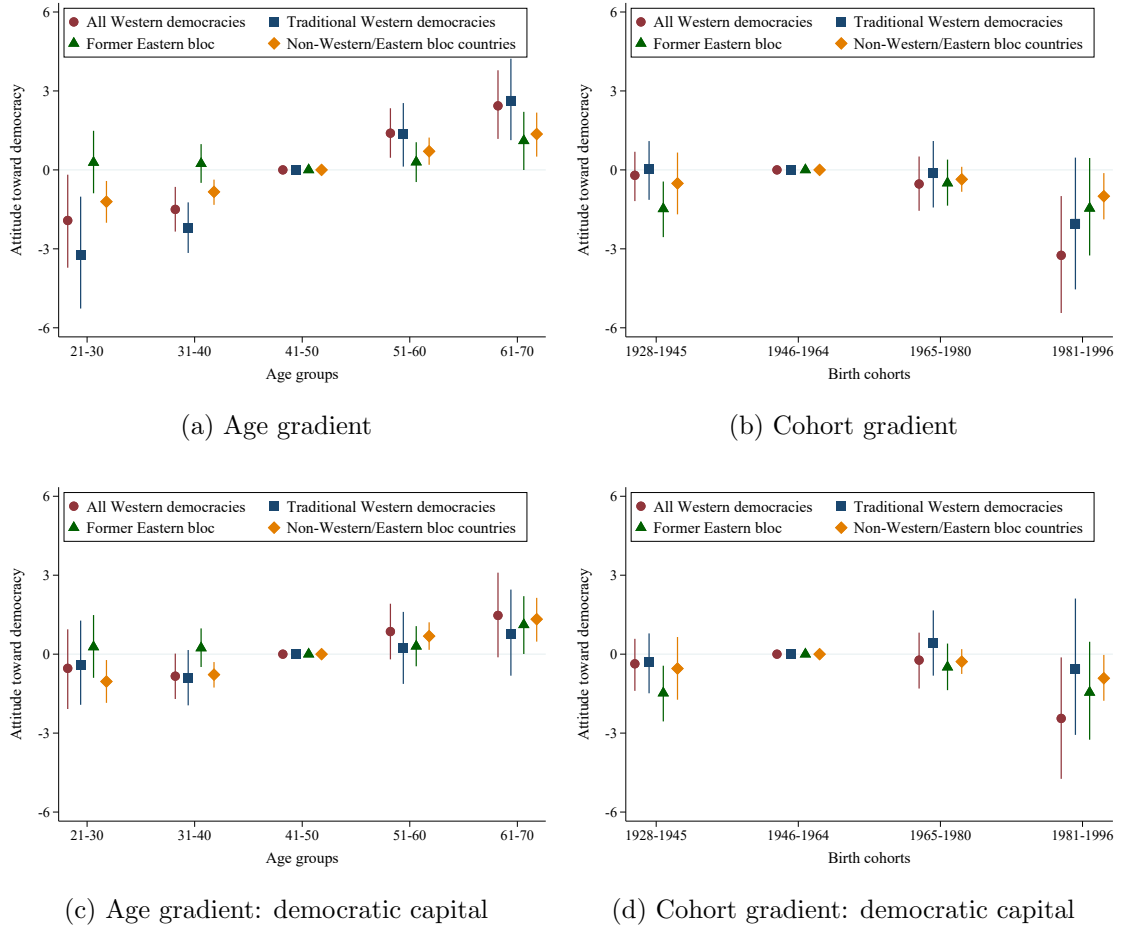 All Western democracies Traditional Western democracies
Former Eastern bloc Non-Western/Eastern bloc countries
Attitude toward democracy
6
3
0
-3
-6
21-30 31-40 41-50 51-60 61-70
Age groups
(a) Age gradient
All Western democracies Traditional Western democracies
Former Eastern bloc Non-Western/Eastern bloc countries
Attitude toward democracy
6
3
0
-3
-6
1928-1945 1946-1964 1965-1980 1981-1996
Birth cohorts
(b) Cohort gradient
All Western democracies Traditional Western democracies
Former Eastern bloc Non-Western/Eastern bloc countries
Attitude toward democracy
6
3
0
-3
-6
21-30 31-40 41-50 51-60 61-70
Age groups
(c) Age gradient: democratic capital
All Western democracies Traditional Western democracies
Former Eastern bloc Non-Western/Eastern bloc countries
Attitude toward democracy
6
3
0
-3
-6
1928-1945 1946-1964 1965-1980 1981-1996
Birth cohorts
(d) Cohort gradient: democratic capital